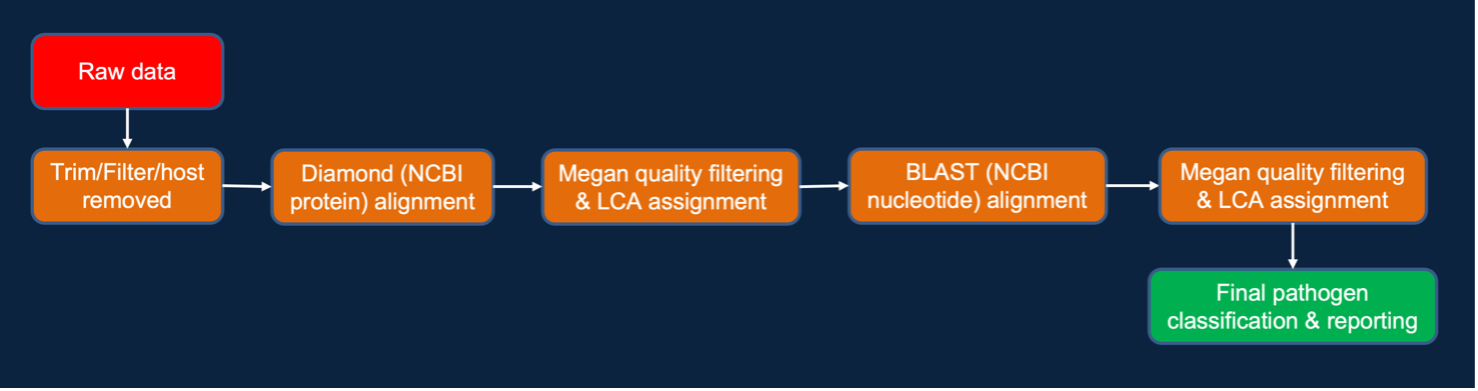 Raw data
Trim/Filter/host
removed
Diamond (NCBI
protein) alignment
Megan quality filtering
& LCA assignment
BLAST (NCBI
nucleotide) alignment
Megan quality filtering
& LCA assignment
Final pathogen
classification & reporting